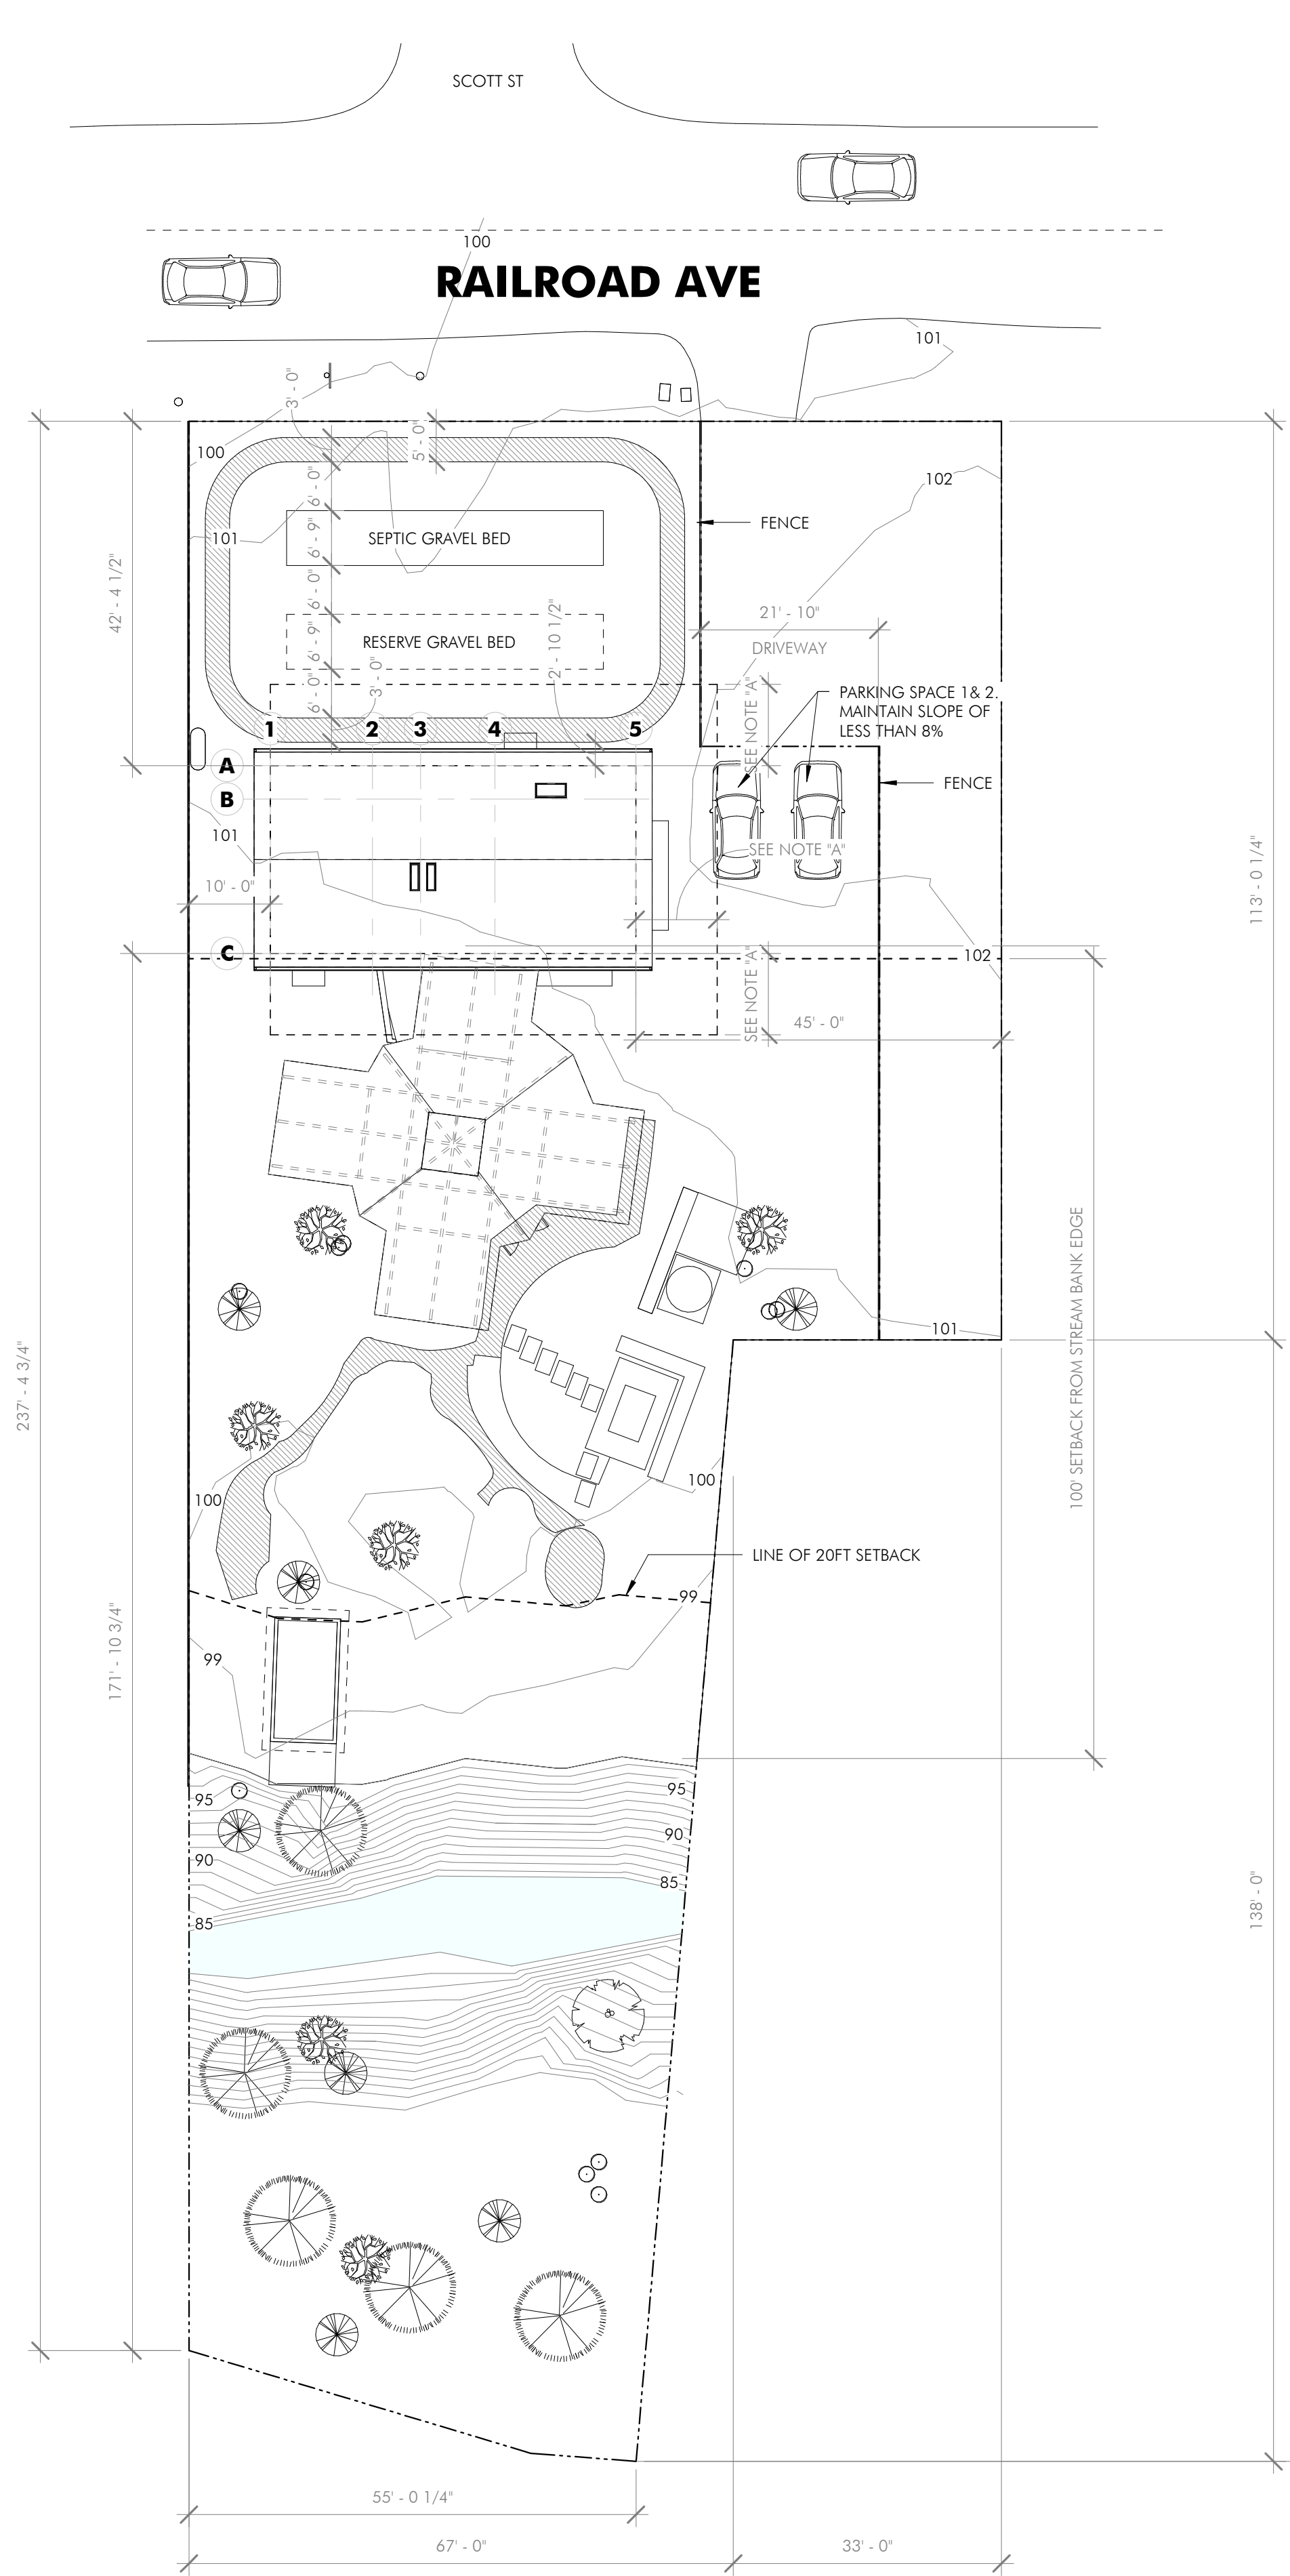 SCOTT ST
100
RAILROAD AVE
101
3' - 0"
5' - 0"
100
102
6' - 0"
FENCE
101
SEPTIC GRAVEL BED
6' - 9"
42' - 4 1/2"
6' - 0"
2' - 10 1/2"
21' - 10"
RESERVE GRAVEL BED
6' - 9"
DRIVEWAY
3' - 0"
6' - 0"
SEE NOTE "A"
PARKING SPACE 1& 2.
MAINTAIN SLOPE OF
LESS THAN 8%
1
2
3
4
5
A
FENCE
B
101
SEE NOTE "A"
10' - 0"
113' - 0 1/4"
C
102
SEE NOTE "A"
45' - 0"
100' SETBACK FROM STREAM BANK EDGE
101
237' - 4 3/4"
100
100
LINE OF 20FT SETBACK
99
171' - 10 3/4"
99
95
95
90
90
85
85
138' - 0"
55' - 0 1/4"
67' - 0"
33' - 0"